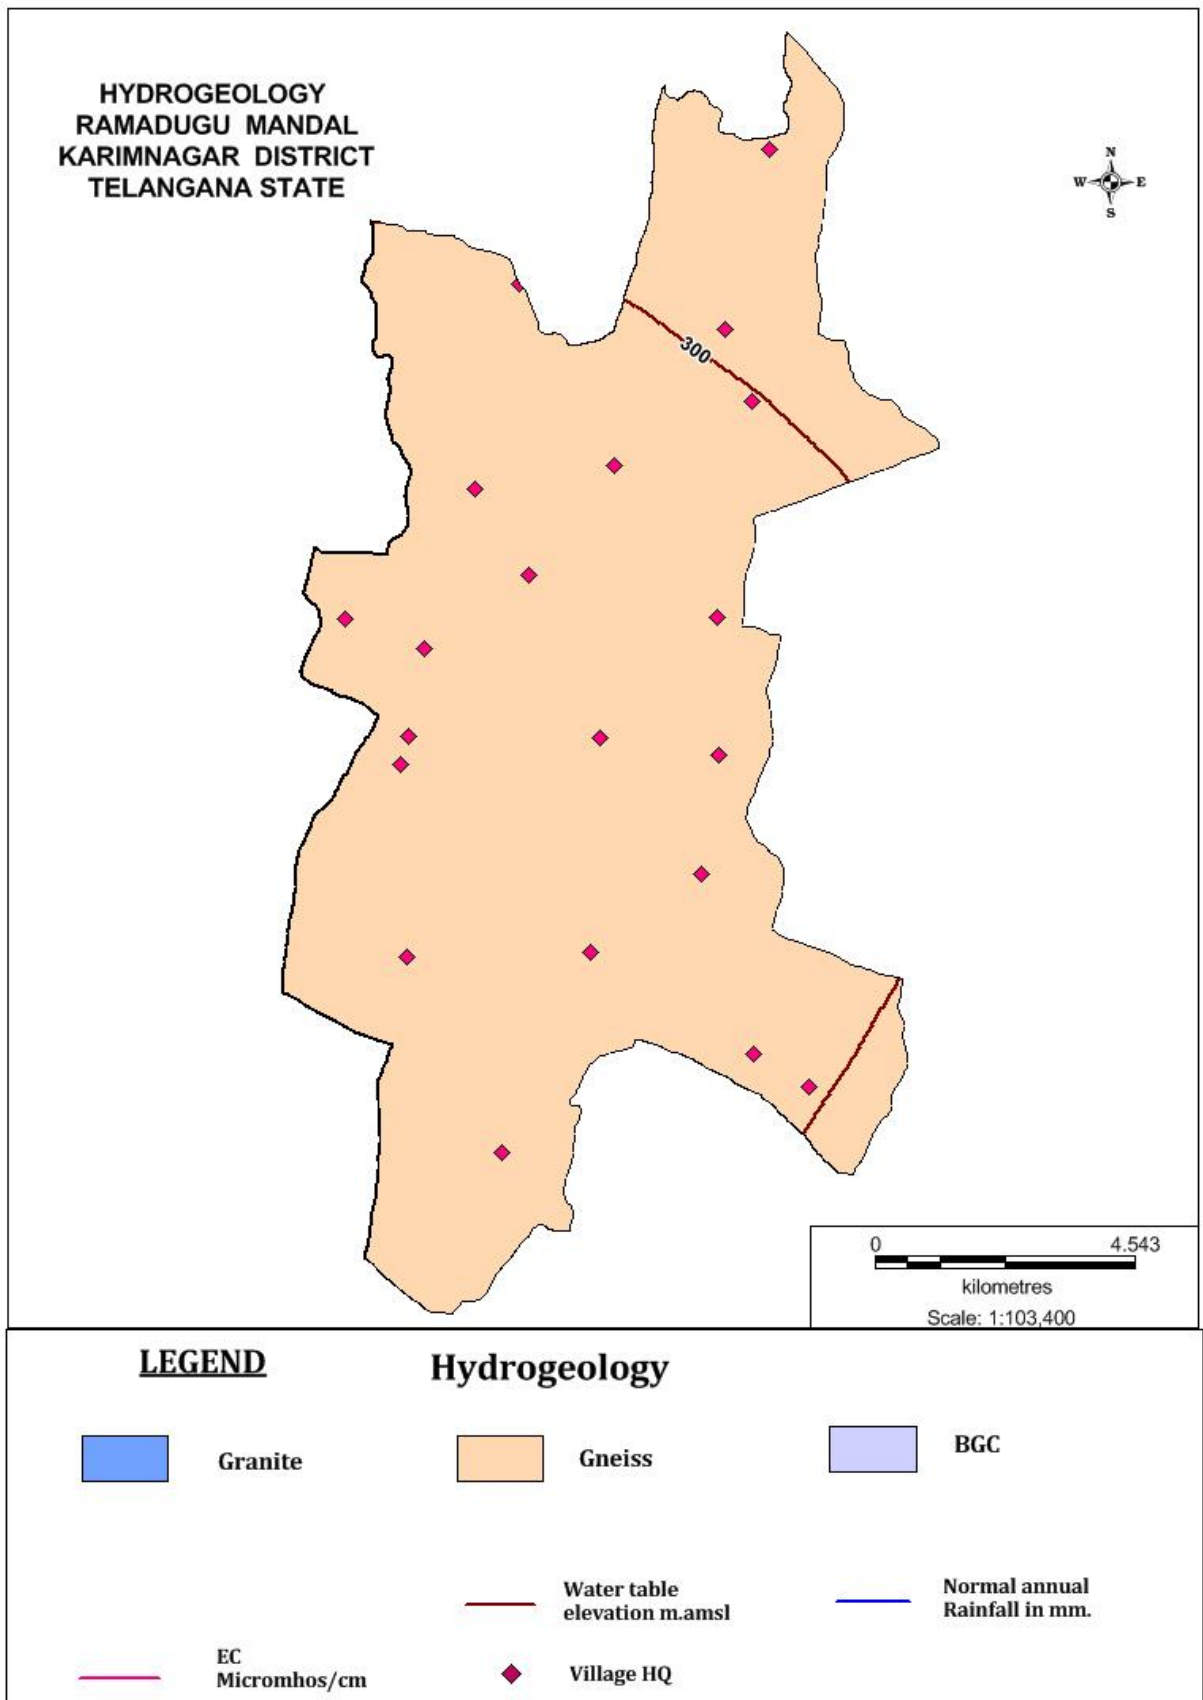 HYDROGEOLOGY
RAMADUGU MANDAL
KARIMNAGAR DISTRICT
TELANGANA STATE
N
W E
S
300
0 4.543
kilometres
Scale: 1:103,400
LEGEND Hydrogeology
Granite Gneiss BGC
Water table
elevation m.amsl
Normal annual
Rainfall in mm.
EC
Micromhos/cm
Village HQ